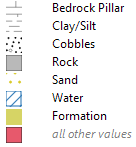 Bedrock Pillar
Clay/Silt
Cobbles
Rock
Sand
Water
Formation
all other values